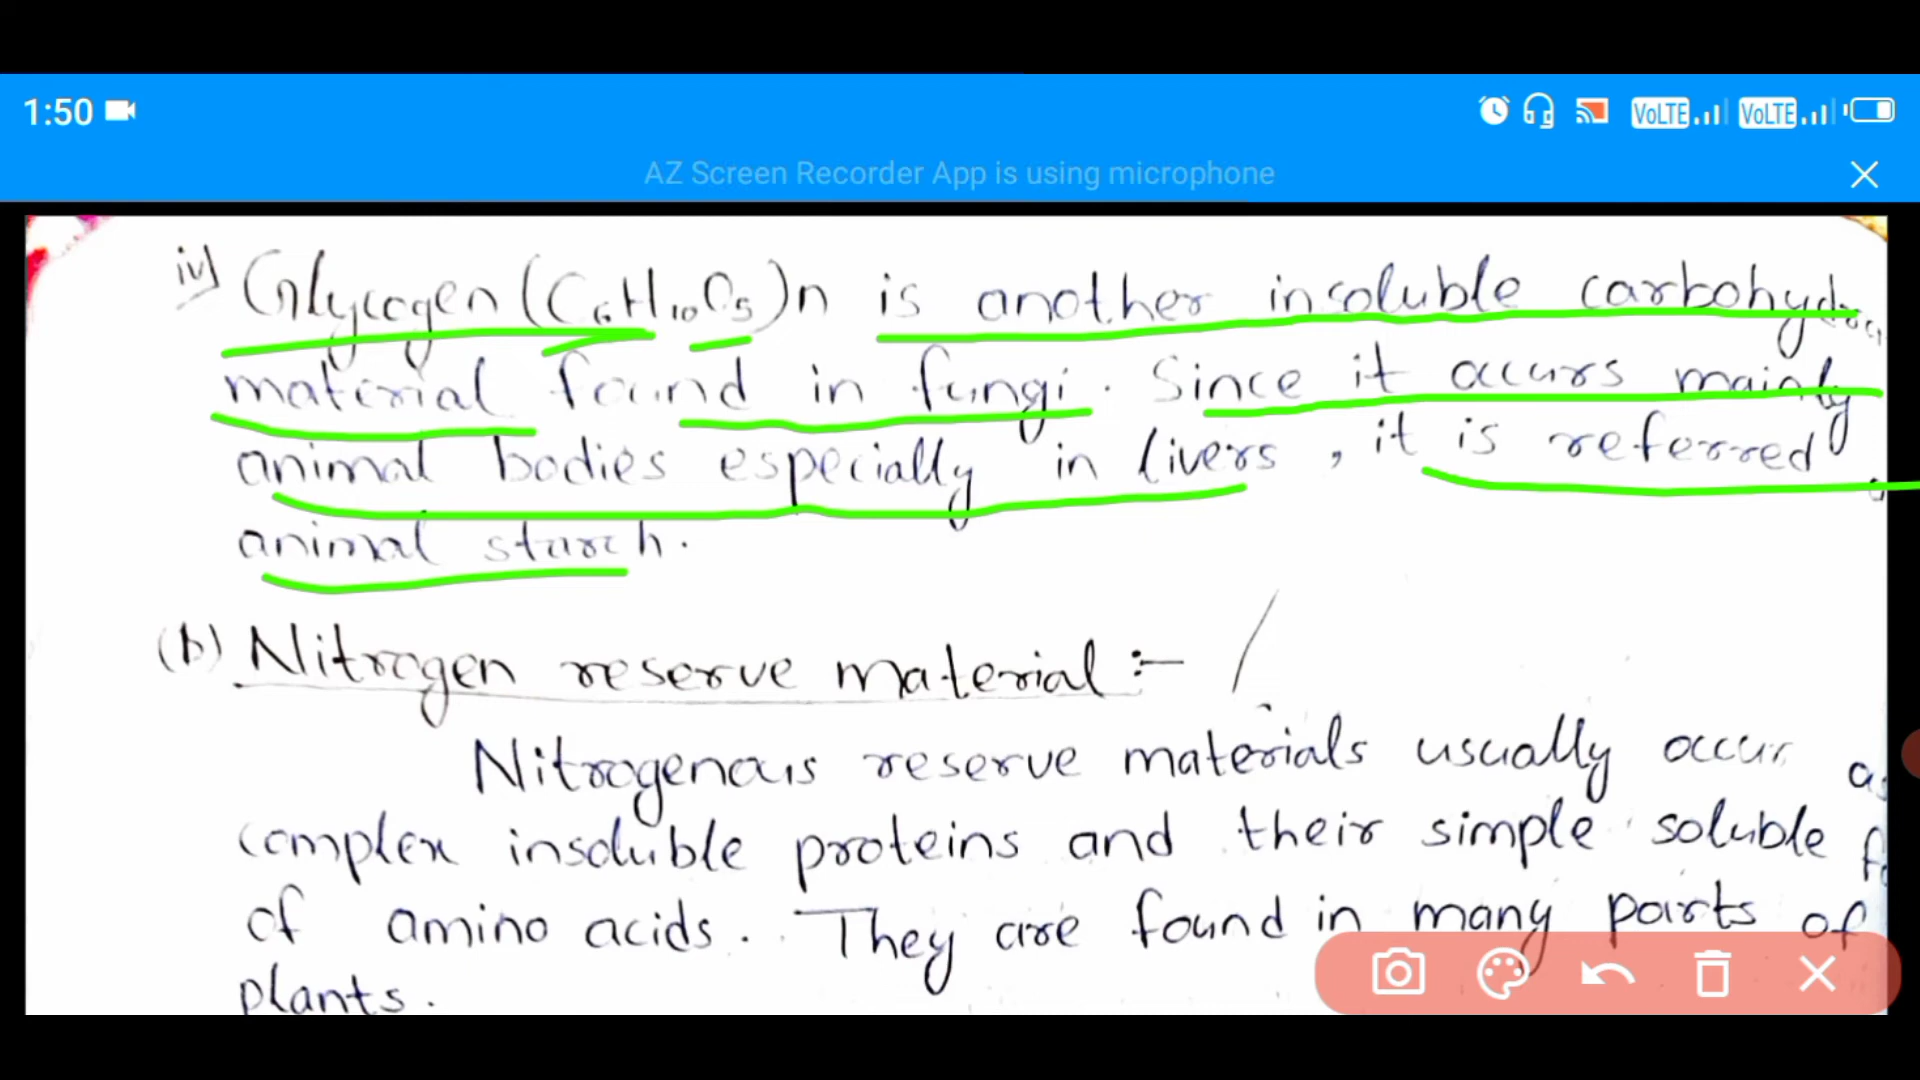 1:50
VoLTE VoLTE
AZ Screen Recorder App is using microphone
iv) Glycogen (C6H10O5)n is another insoluble carbohydra
material found in fungi. Since it occurs mainly
animal bodies especially in livers, it is referred
animal starch.
(b) Nitrogen reserve material :-
Nitrogenous reserve materials usually occur as
complex insoluble proteins and their simple soluble
of amino acids. They are found in many parts of
plants.